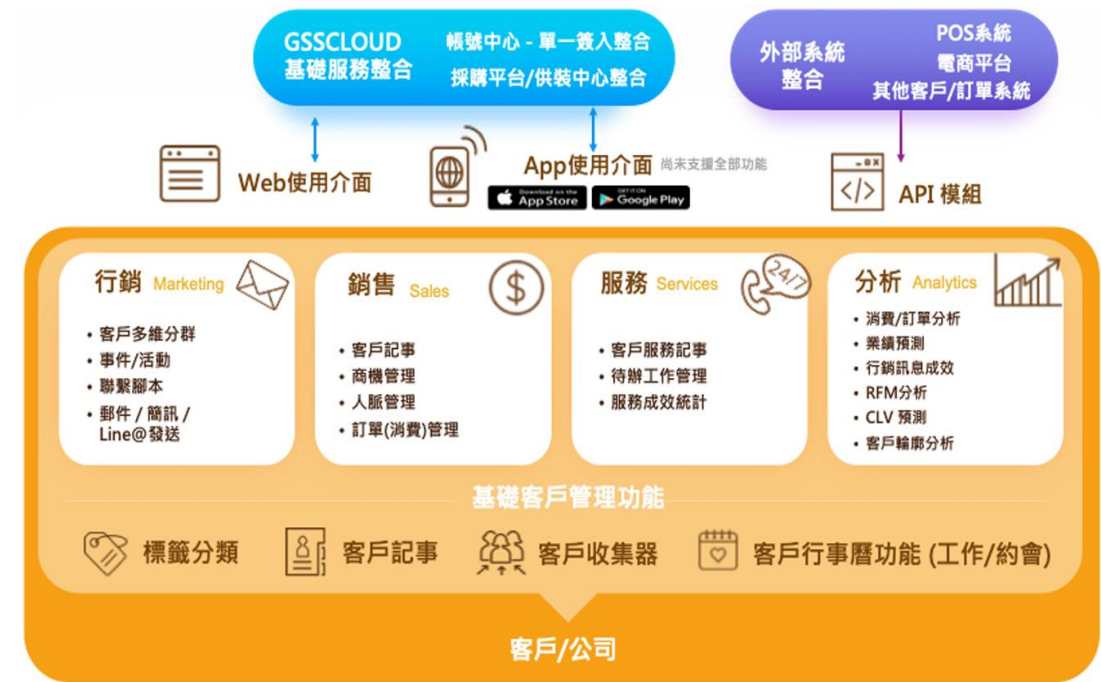 GSSCLOUD
基礎服務整合
帳號中心 - 單一簽入整合
採購平台/供裝中心整合
外部系統
整合
POS系統
電商平台
其他客戶/訂單系統
Web使用介面
App使用介面 尚未支援全部功能
Download on the
App Store
GET IT ON
Google Play
API 模組
行銷 Marketing
• 客戶多維分群
• 事件/活動
• 聯繫腳本
• 郵件 / 簡訊 /
Line@發送
銷售 Sales
• 客戶記事
• 商機管理
• 人脈管理
• 訂單(消費)管理
服務 Services
24/7
• 客戶服務記事
• 待辦工作管理
• 服務成效統計
分析 Analytics
• 消費/訂單分析
• 業績預測
• 行銷訊息成效
• RFM分析
• CLV 預測
• 客戶輪廓分析
基礎客戶管理功能
標籤分類
客戶記事
客戶收集器
客戶行事曆功能 (工作/約會)
客戶/公司